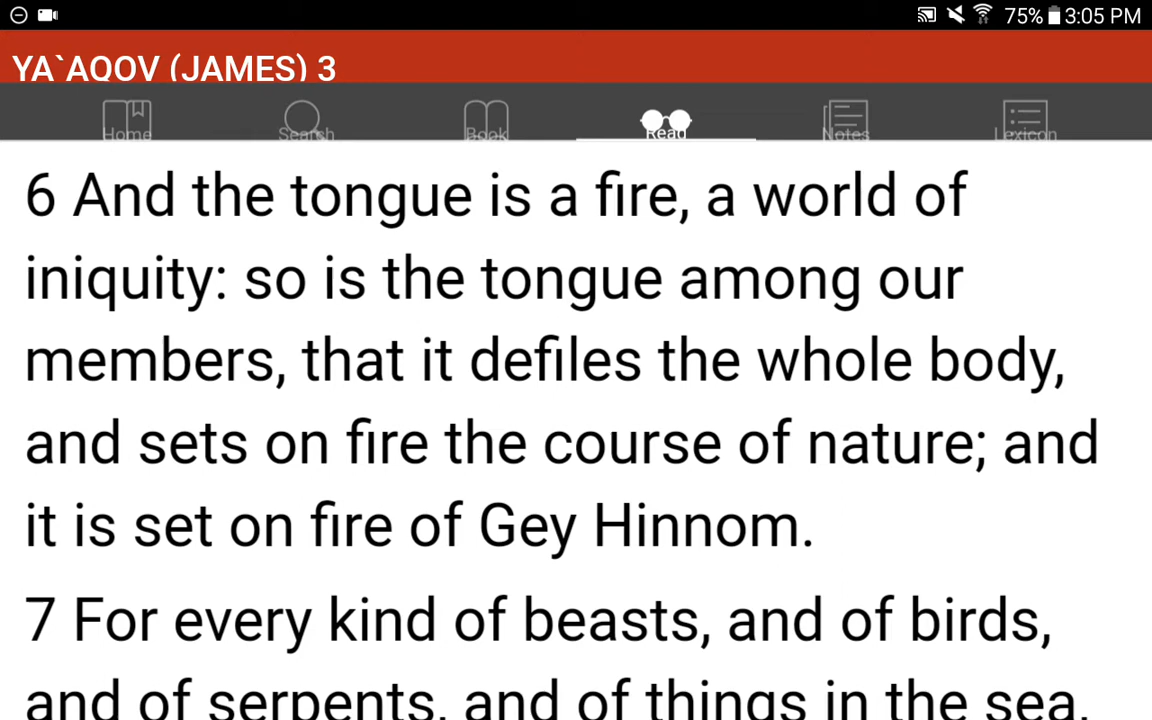 75% 3:05 PM
YA`AQOV (JAMES) 3
Home Search Book Read Notes Lexicon
6 And the tongue is a fire, a world of
iniquity: so is the tongue among our
members, that it defiles the whole body,
and sets on fire the course of nature; and
it is set on fire of Gey Hinnom.
7 For every kind of beasts, and of birds,
and of serpents, and of things in the sea,